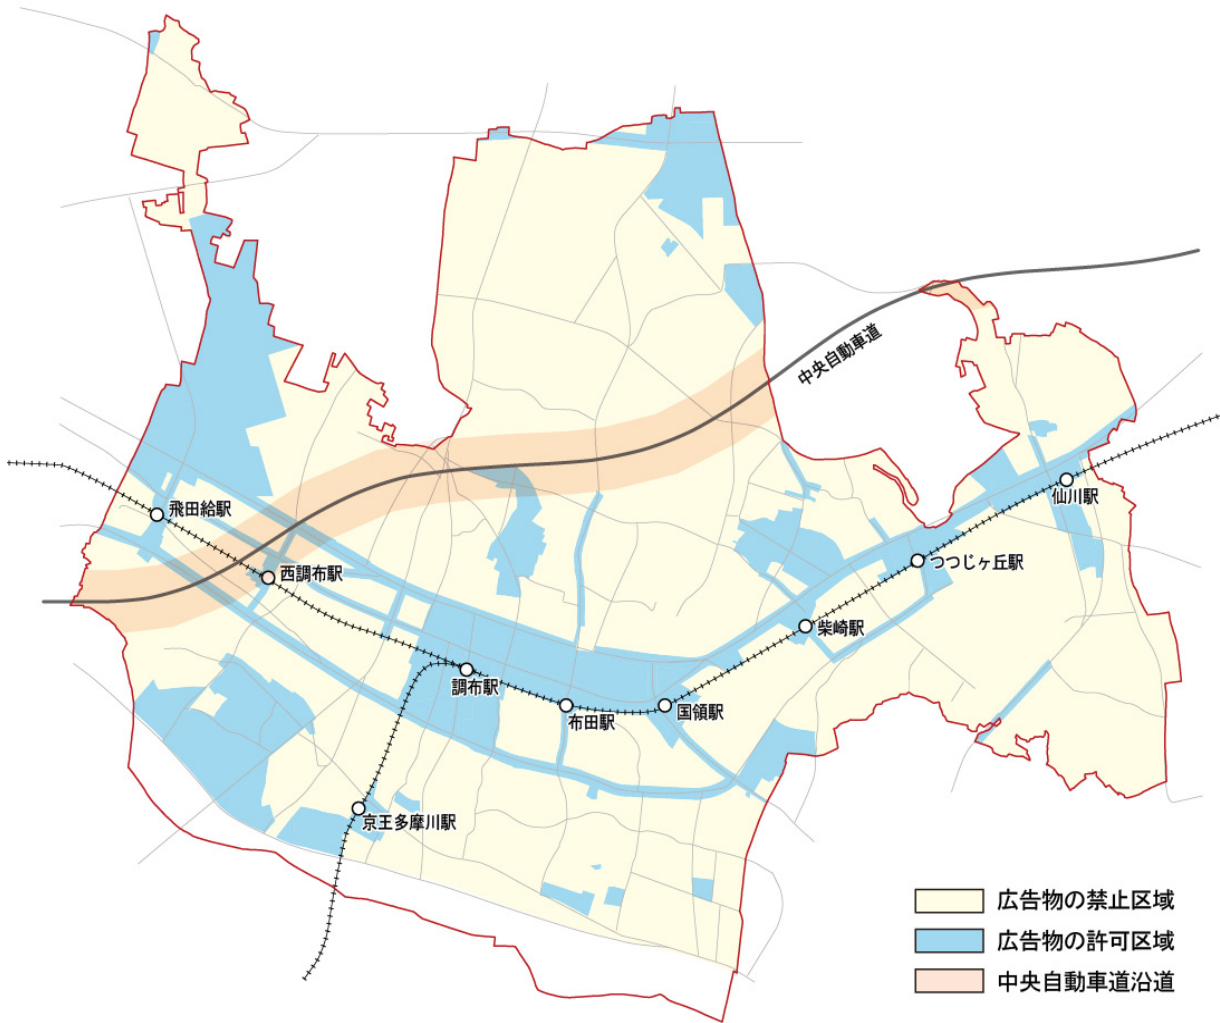 中央自動車道
飛田給駅
西調布駅
調布駅
布田駅
国領駅
柴崎駅
つつじヶ丘駅
仙川駅
京王多摩川駅
広告物の禁止区域
広告物の許可区域
中央自動車道沿道